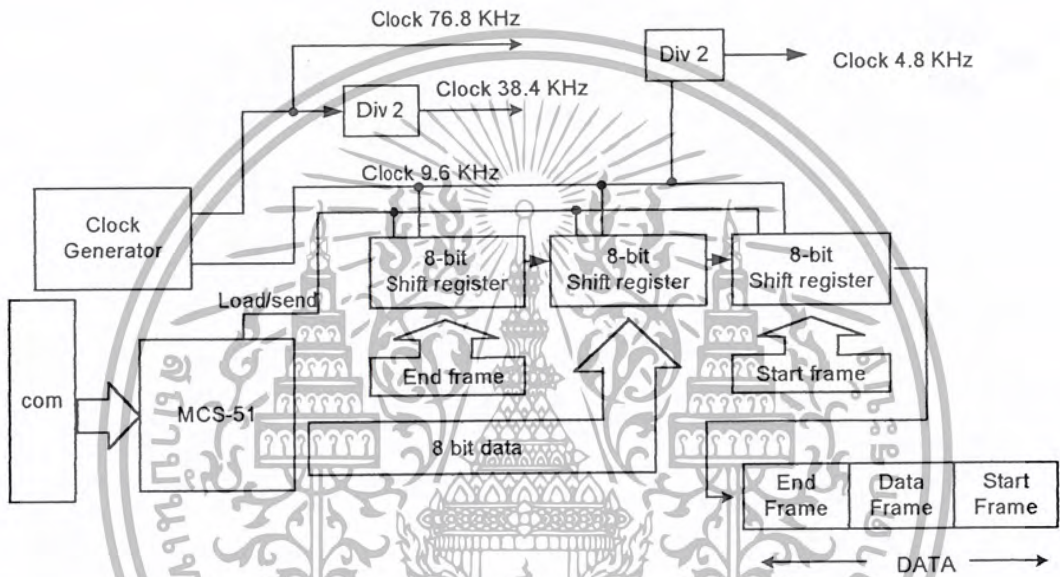 Clock 76.8 KHz
Div 2
Clock 4.8 KHz
Div 2
Clock 38.4 KHz
Clock 9.6 KHz
Clock
Generator
8-bit
Shift register
8-bit
Shift register
8-bit
Shift register
Load/send
com
MCS-51
End frame
Start frame
8 bit data
End
Frame
Data
Frame
Start
Frame
DATA